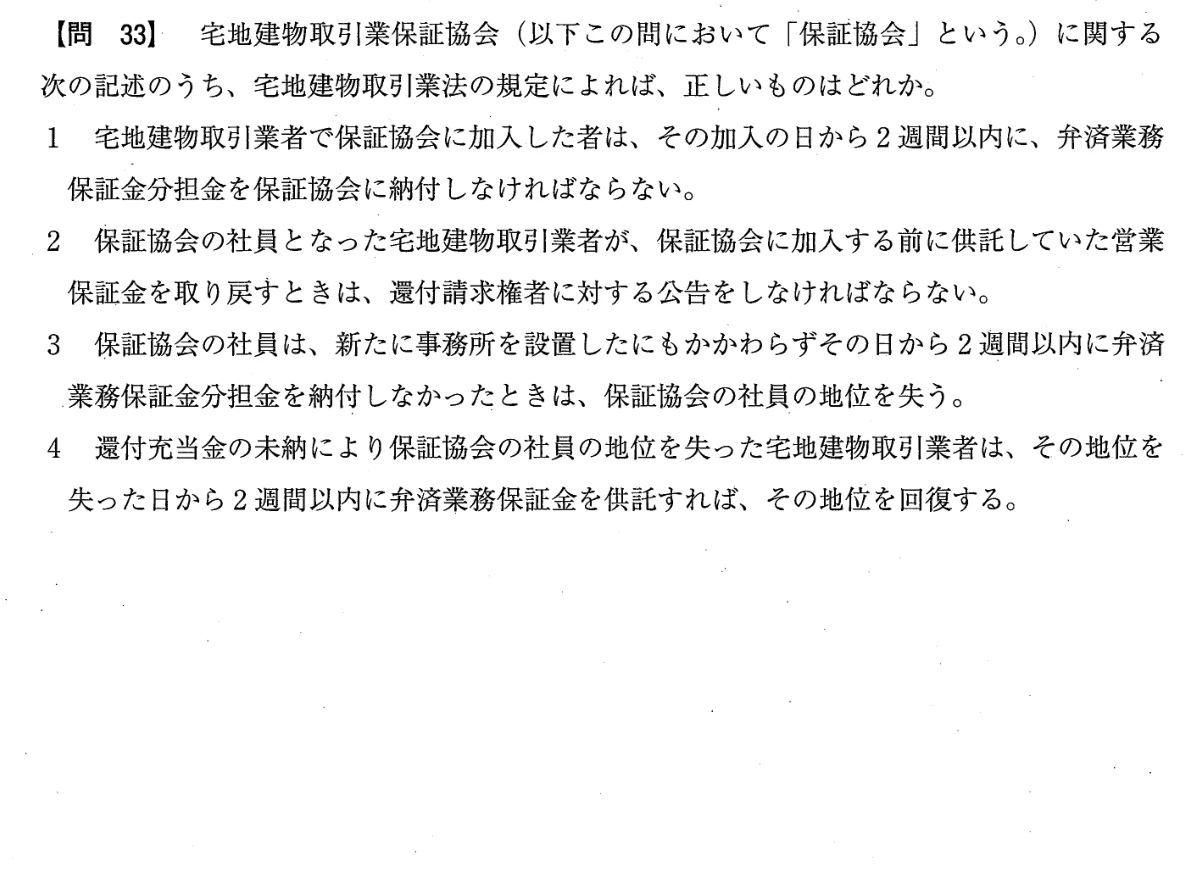 【問 33】 宅地建物取引業保証協会（以下この問において「保証協会」という。）に関する
次の記述のうち、宅地建物取引業法の規定によれば、正しいものはどれか。
1 宅地建物取引業者で保証協会に加入した者は、その加入の日から2週間以内に、弁済業務
保証金分担金を保証協会に納付しなければならない。
2 保証協会の社員となった宅地建物取引業者が、保証協会に加入する前に供託していた営業
保証金を取り戻すときは、還付請求権者に対する公告をしなければならない。
3 保証協会の社員は、新たに事務所を設置したにもかかわらずその日から2週間以内に弁済
業務保証金分担金を納付しなかったときは、保証協会の社員の地位を失う。
4 還付充当金の未納により保証協会の社員の地位を失った宅地建物取引業者は、その地位を
失った日から2週間以内に弁済業務保証金を供託すれば、その地位を回復する。